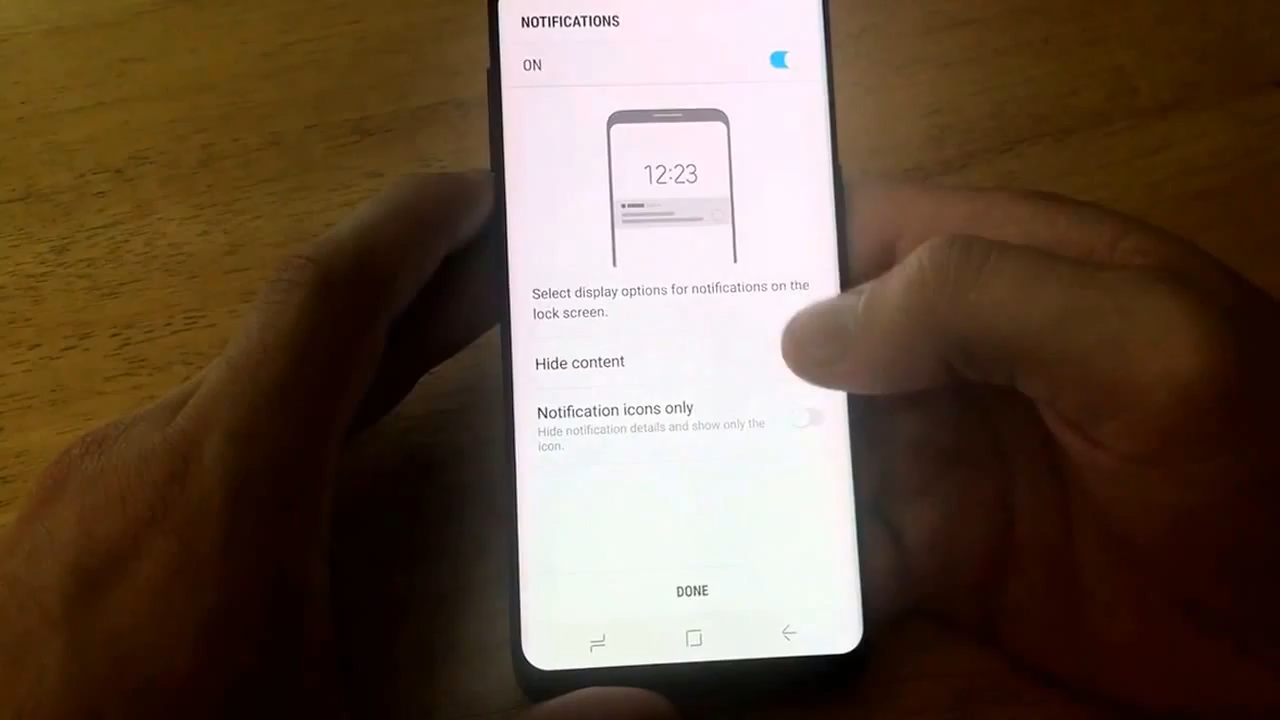 NOTIFICATIONS
ON
12:23
Select display options for notifications on the
lock screen.
Hide content
Notification icons only
Hide notification details and show only the
icon.
DONE